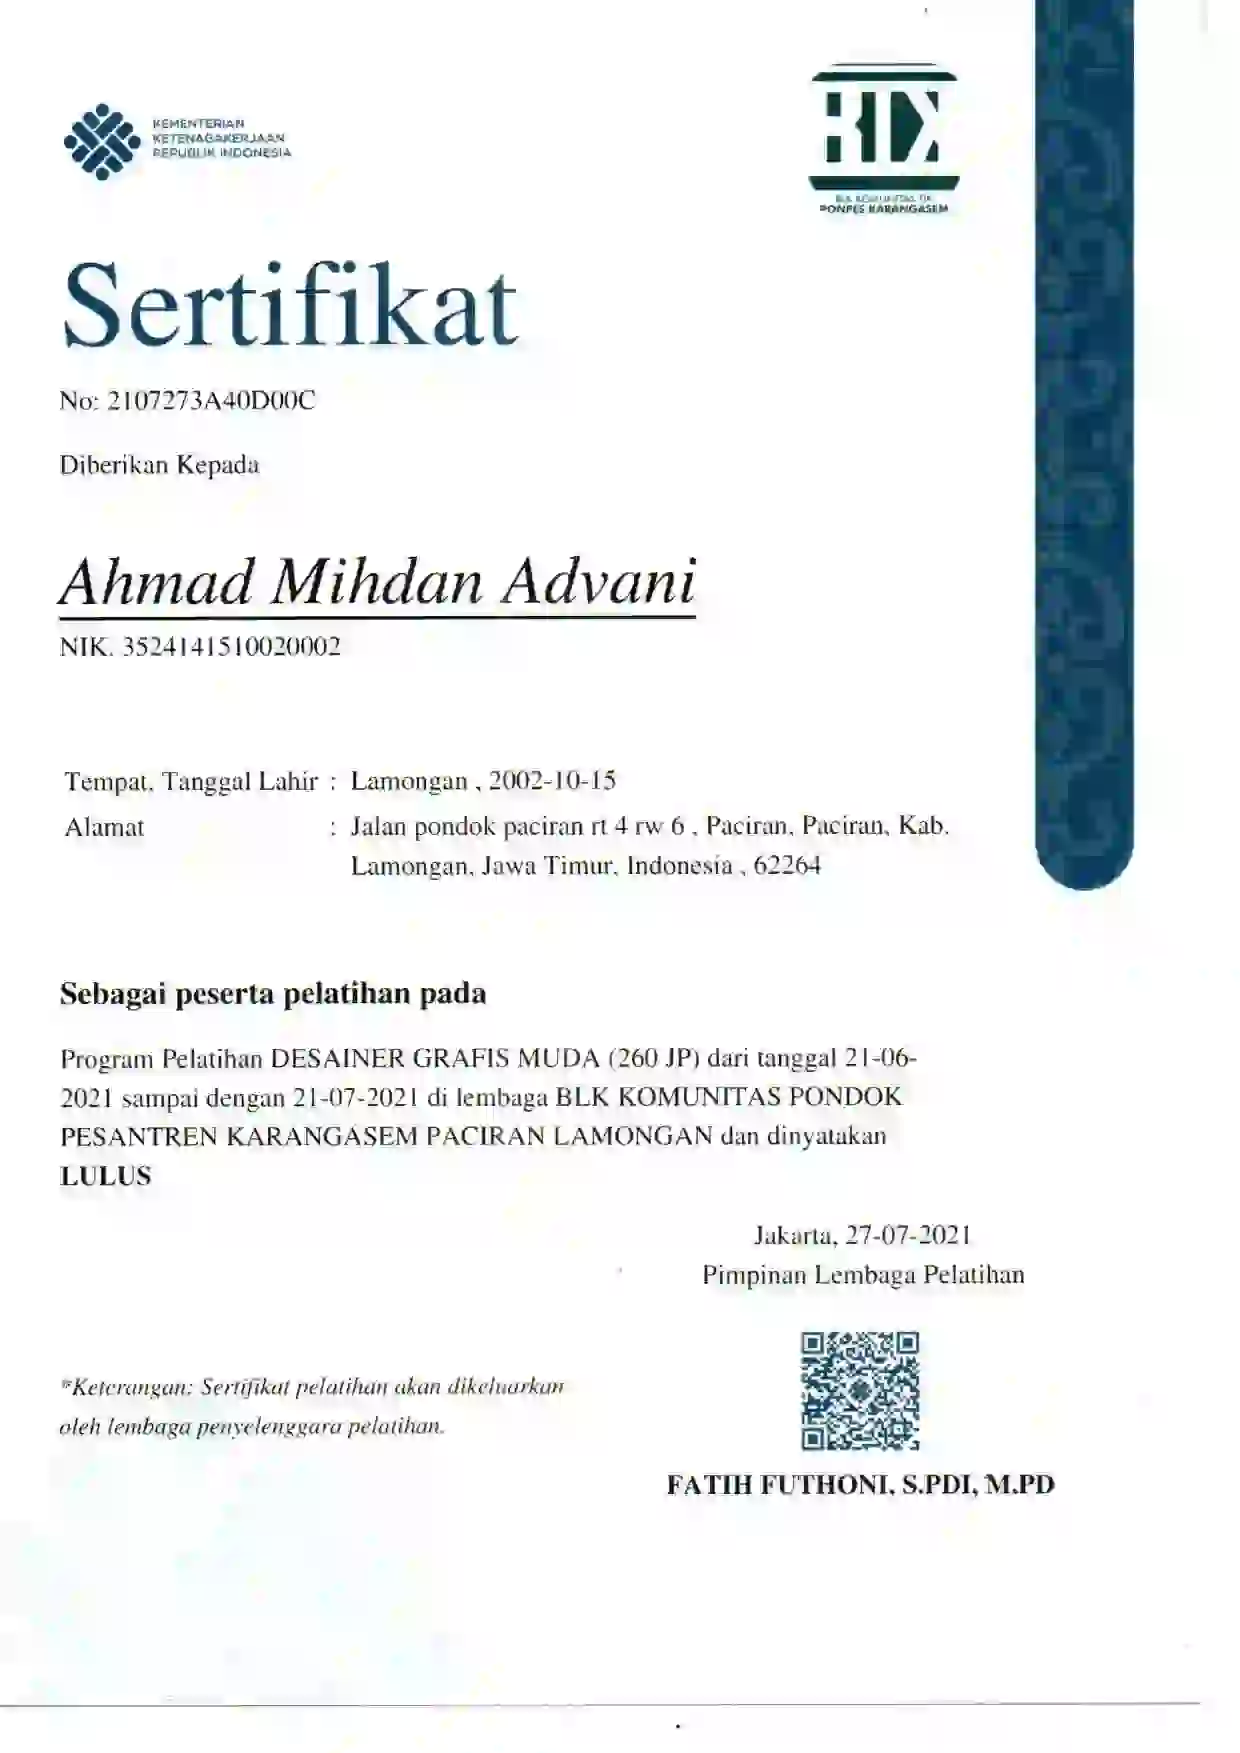 KEMENTERIAN
KETENAGAKERJAAN
REPUBLIK INDONESIA
BLK KOMUNITAS TIK
PONPES KARANGASEM
Sertifikat
No: 2107273A40D00C
Diberikan Kepada
Ahmad Mihdan Advani
NIK. 3524141510020002
Tempat, Tanggal Lahir : Lamongan , 2002-10-15
Alamat : Jalan pondok paciran rt 4 rw 6 , Paciran, Paciran, Kab.
Lamongan, Jawa Timur, Indonesia , 62264
Sebagai peserta pelatihan pada
Program Pelatihan DESAINER GRAFIS MUDA (260 JP) dari tanggal 21-06-
2021 sampai dengan 21-07-2021 di lembaga BLK KOMUNITAS PONDOK
PESANTREN KARANGASEM PACIRAN LAMONGAN dan dinyatakan
LULUS
Jakarta, 27-07-2021
Pimpinan Lembaga Pelatihan
*Keterangan: Sertifikat pelatihan akan dikeluarkan
oleh lembaga penyelenggara pelatihan.
FATIH FUTHONI, S.PDI, M.PD